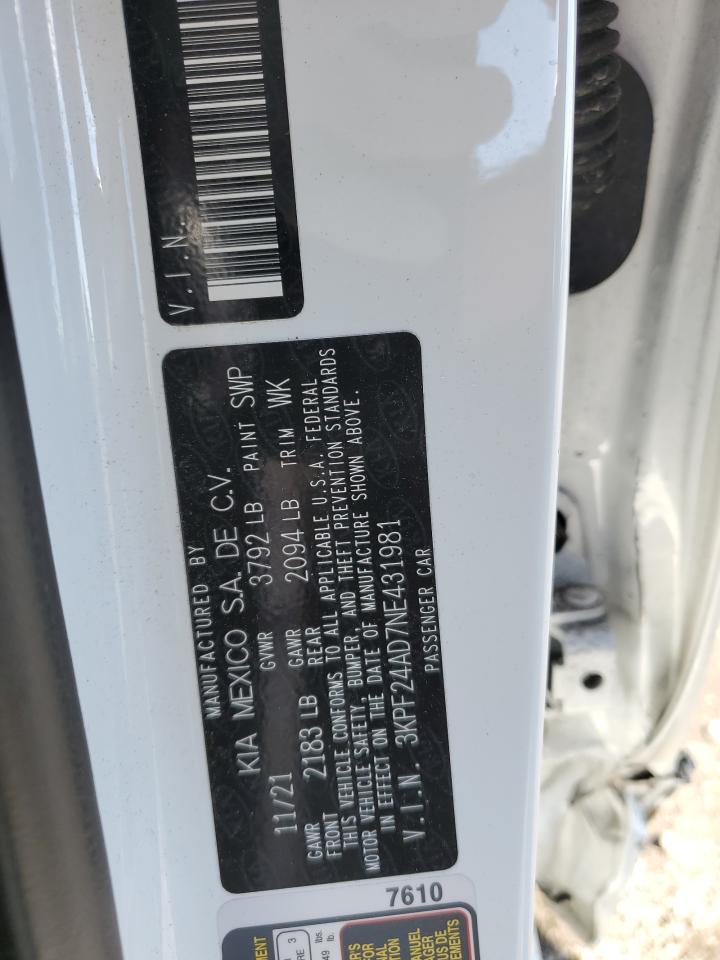 V.I.N.
MANUFACTURED BY
KIA MEXICO S.A. DE C.V.
11/21 GVWR 3792 LB PAINT SWP
GAWR FRONT 2183 LB GAWR REAR 2094 LB TRIM WK
THIS VEHICLE CONFORMS TO ALL APPLICABLE U.S.A. FEDERAL
MOTOR VEHICLE SAFETY, BUMPER, AND THEFT PREVENTION STANDARDS
IN EFFECT ON THE DATE OF MANUFACTURE SHOWN ABOVE.
V.I.N. 3KPF24AD7NE431981
PASSENGER CAR
7610